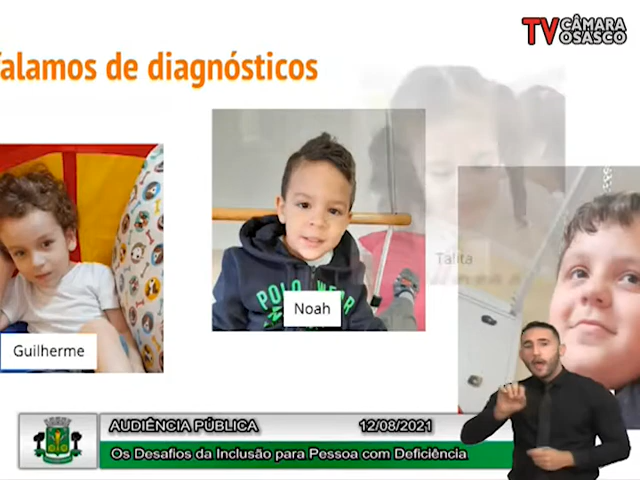 TV CÂMARA
OSASCO
falamos de diagnósticos
Talita
POLO WEAR
Noah
Guilherme
AUDIÊNCIA PÚBLICA 12/08/2021
Os Desafios da Inclusão para Pessoa com Deficiência